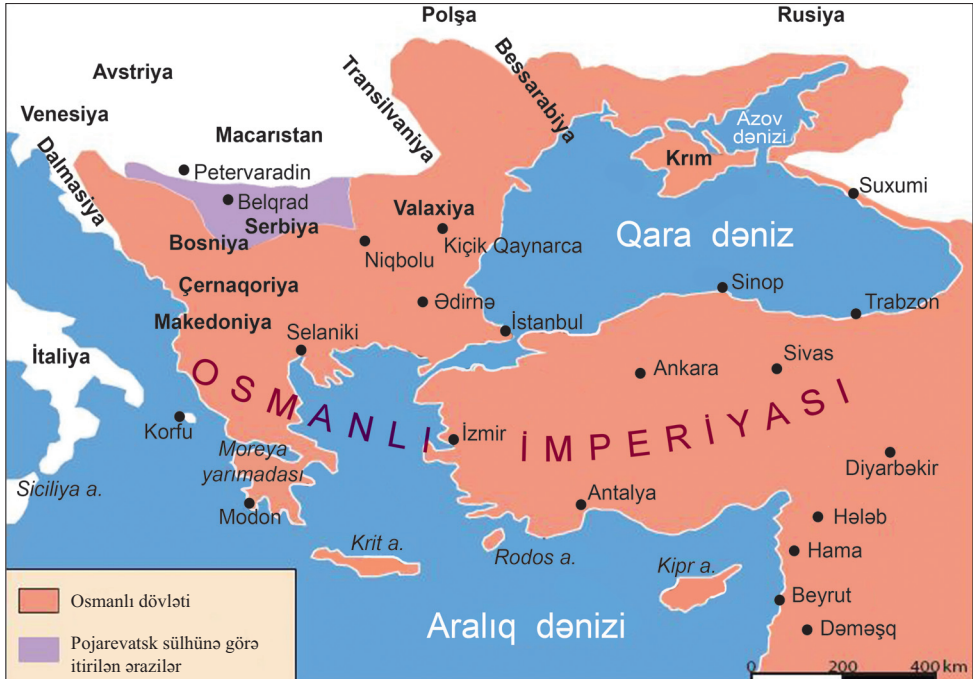 Polşa
Rusiya
Avstriya
Transilvaniya
Bessarabiya
Venesiya
Macarıstan
Azov
dənizi
Dalmasiya
Krım
Petervaradin
Suxumi
Belqrad
Serbiya
Valaxiya
Bosniya
Niqbolu
Kiçik Qaynarca
Qara dəniz
Çernaqoriya
Sinop
Ədirnə
Trabzon
Makedoniya
İstanbul
Selaniki
İtaliya
Ankara
Sivas
OSMANLI İMPERİYASI
Korfu
İzmir
Moreya
yarımadası
Diyarbəkir
Siciliya a.
Modon
Antalya
Hələb
Krit a.
Rodos a.
Kipr a.
Hama
Beyrut
Aralıq dənizi
Dəməşq
Osmanlı dövləti
Pojarevatsk sülhünə görə
itirilən ərazilər
0 200 400 km